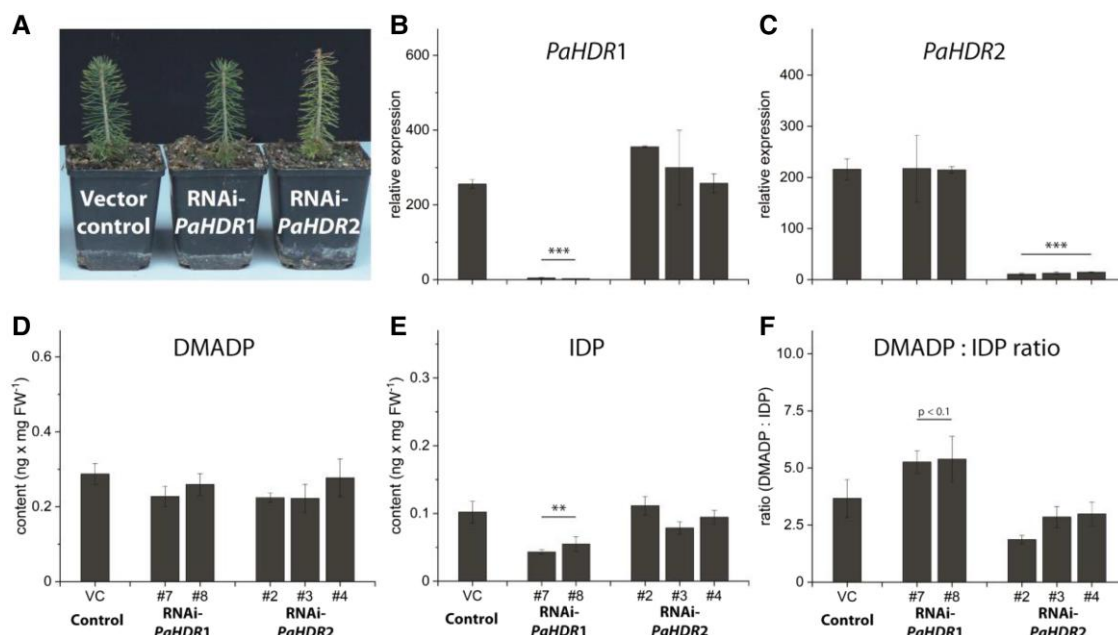 A
Vector
control
RNAi-
PaHDR1
RNAi-
PaHDR2
B
PaHDR1
relative expression
600
400
200
0
***
C
PaHDR2
relative expression
400
300
200
100
0
***
D
DMADP
content (ng x mg FW⁻¹)
0.6
0.4
0.2
0.0
VC
#7 #8
#2 #3 #4
Control
RNAi-
PaHDR1
RNAi-
PaHDR2
E
IDP
content (ng x mg FW⁻¹)
0.3
0.2
0.1
0
**
VC
#7 #8
#2 #3 #4
Control
RNAi-
PaHDR1
RNAi-
PaHDR2
F
DMADP : IDP ratio
ratio (DMADP : IDP)
10.0
7.5
5.0
2.5
0
p < 0.1
VC
#7 #8
#2 #3 #4
Control
RNAi-
PaHDR1
RNAi-
PaHDR2